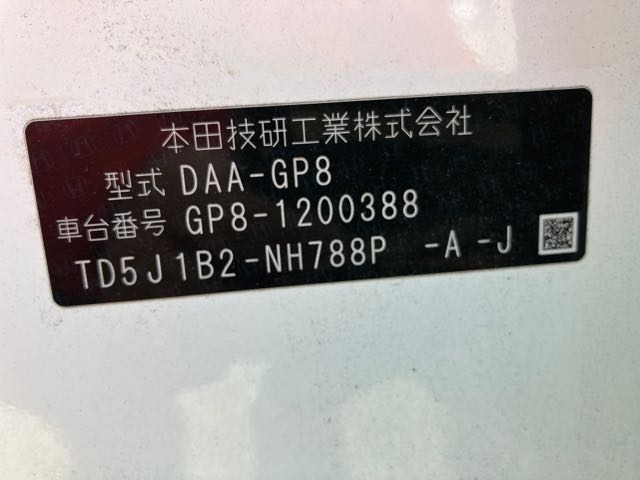 本田技研工業株式会社
型式 DAA-GP8
車台番号 GP8-1200388
TD5J1B2-NH788P -A -J